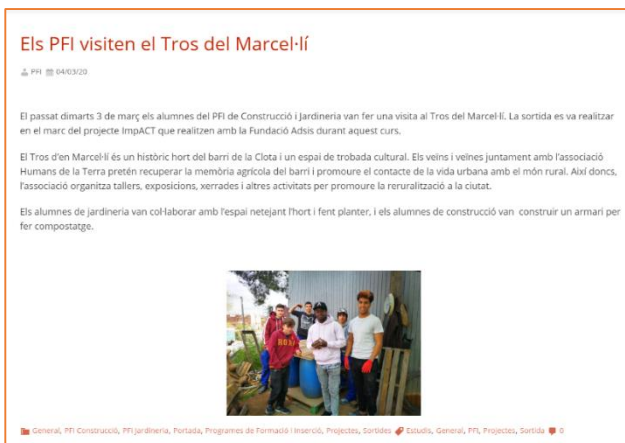 Els PFI visiten el Tros del Marcel·lí
PFI 04/03/20
El passat dimarts 3 de març els alumnes del PFI de Construcció i Jardineria van fer una visita al Tros del Marcel·lí. La sortida es va realitzar
en el marc del projecte ImpACT que realitzen amb la Fundació Adsis durant aquest curs.
El Tros d'en Marcel·lí és un històric hort del barri de la Clota i un espai de trobada cultural. Els veïns i veïnes juntament amb l'associació
Humans de la Terra pretén recuperar la memòria agrícola del barri i promoure el contacte de la vida urbana amb el món rural. Així doncs,
l'associació organitza tallers, exposicions, xerrades i altres activitats per promoure la reruralització a la ciutat.
Els alumnes de jardineria van col·laborar amb l'espai netejant l'hort i fent planter, i els alumnes de construcció van construir un armari per
fer compostatge.
General, PFI Construcció, PFI Jardineria, Portada, Programes de Formació i Inserció, Projectes, Sortides Estudis, General, PFI, Projectes, Sortida 0